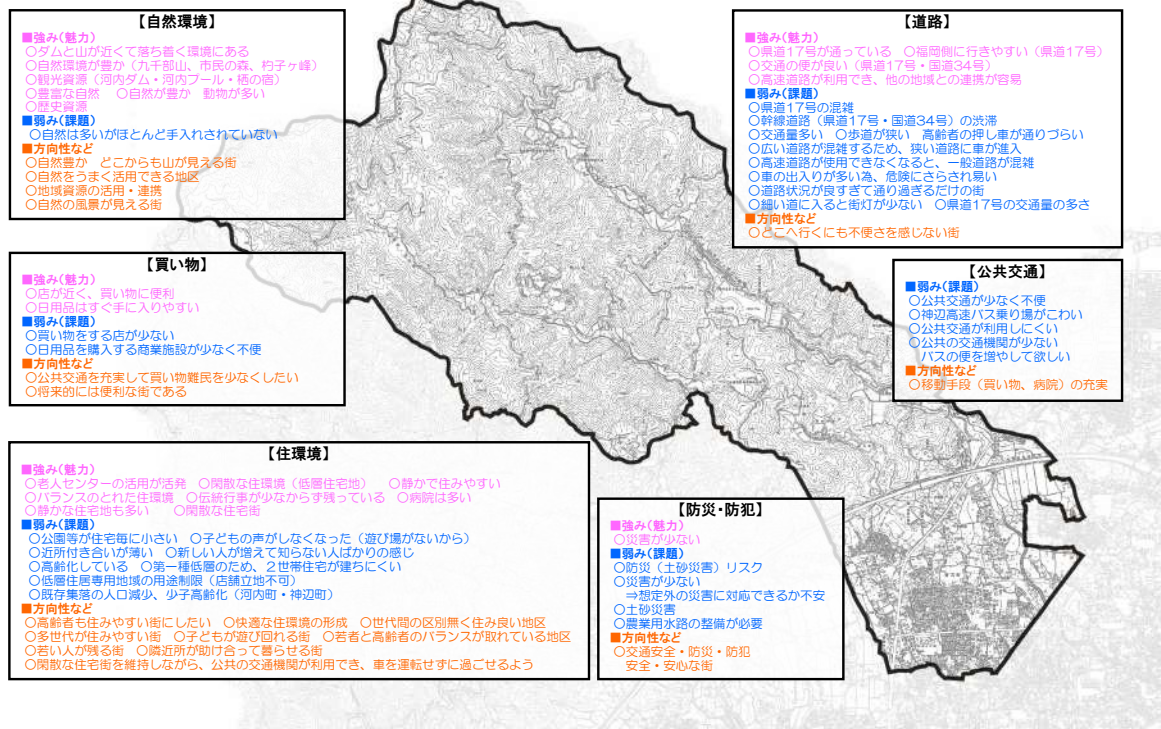 【自然環境】
■強み(魅力)
○ダムと山が近くて落ち着く環境にある
○自然環境が豊か（九千部山、市民の森、杓子ヶ峰）
○観光資源（河内ダム・河内プール・栖の宿）
○豊富な自然　○自然が豊か　動物が多い
○歴史資源
■弱み(課題)
○自然は多いがほとんど手入れされていない
■方向性など
○自然豊か　どこからも山が見える街
○自然をうまく活用できる地区
○地域資源の活用・連携
○自然の風景が見える街
【道路】
■強み(魅力)
○県道17号が通っている　○福岡側に行きやすい（県道17号）
○交通の便が良い（県道17号・国道34号）
○高速道路が利用でき、他の地域との連携が容易
■弱み(課題)
○県道17号の混雑
○幹線道路（県道17号・国道34号）の渋滞
○交通量多い　○歩道が狭い　高齢者の押し車が通りづらい
○広い道路が混雑するため、狭い道路に車が進入
○高速道路が使用できなくなると、一般道路が混雑
○車の出入りが多い為、危険にさらされ易い
○道路状況が良すぎて通り過ぎるだけの街
○細い道に入ると街灯が少ない　○県道17号の交通量の多さ
■方向性など
○どこへ行くにも不便さを感じない街
【買い物】
■強み(魅力)
○店が近く、買い物に便利
○日用品はすぐ手に入りやすい
■弱み(課題)
○買い物をする店が少ない
○日用品を購入する商業施設が少なく不便
■方向性など
○公共交通を充実して買い物難民を少なくしたい
○将来的には便利な街である
【公共交通】
■弱み(課題)
○公共交通が少なく不便
○神辺高速バス乗り場がこわい
○公共交通が利用しにくい
○公共の交通機関が少ない
バスの便を増やして欲しい
■方向性など
○移動手段（買い物、病院）の充実
【住環境】
■強み(魅力)
○老人センターの活用が活発　○閑散な住環境（低層住宅地）　○静かで住みやすい
○バランスのとれた住環境　○伝統行事が少なからず残っている　○病院は多い
○静かな住宅地も多い　○閑散な住宅街
■弱み(課題)
○公園等が住宅毎に小さい　○子どもの声がしなくなった（遊び場がないから）
○近所付き合いが薄い　○新しい人が増えて知らない人ばかりの感じ
○高齢化している　○第一種低層のため、２世帯住宅が建ちにくい
○低層住居専用地域の用途制限（店舗立地不可）
○既存集落の人口減少、少子高齢化（河内町・神辺町）
■方向性など
○高齢者も住みやすい街にしたい　○快適な住環境の形成　○世代間の区別無く住み良い地区
○多世代が住みやすい街　○子どもが遊び回れる街　○若者と高齢者のバランスが取れている地区
○若い人が残る街　○隣近所が助け合って暮らせる街
○閑散な住宅街を維持しながら、公共の交通機関が利用でき、車を運転せずに過ごせるよう
【防災・防犯】
■強み(魅力)
○災害が少ない
■弱み(課題)
○防災（土砂災害）リスク
○災害が少ない
⇒想定外の災害に対応できるか不安
○土砂災害
○農業用水路の整備が必要
■方向性など
○交通安全・防災・防犯
安全・安心な街